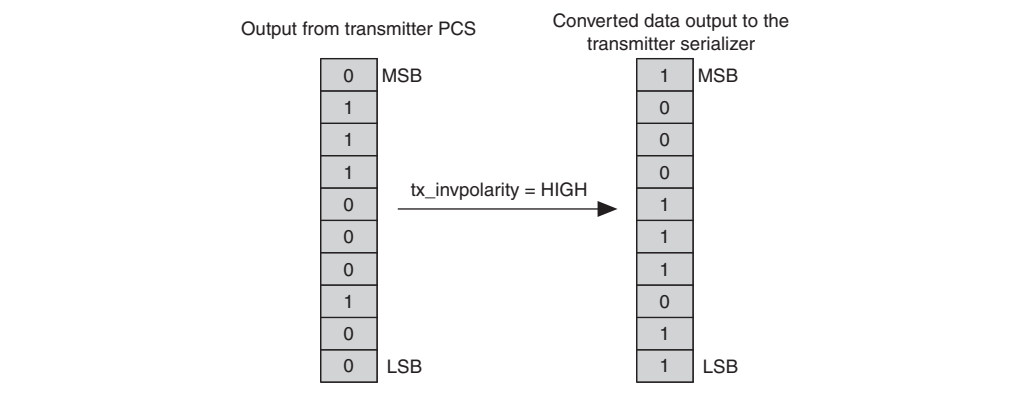 Output from transmitter PCS
Converted data output to the
transmitter serializer
0 MSB
1
1
1
0
0
0
1
0
0 LSB
tx_invpolarity = HIGH
1 MSB
0
0
0
1
1
1
0
1
1 LSB